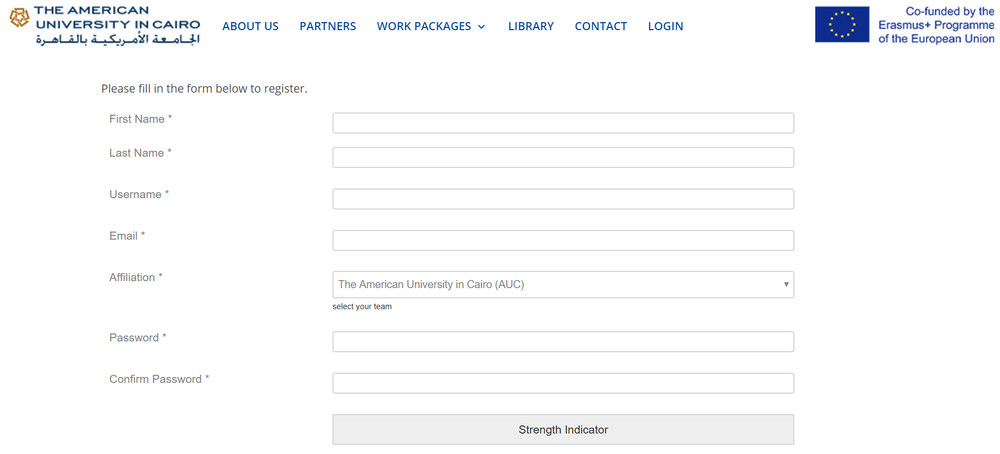 THE AMERICAN
UNIVERSITY IN CAIRO
الجامعة الأمريكية بالقاهرة
ABOUT US PARTNERS WORK PACKAGES LIBRARY CONTACT LOGIN
Co-funded by the
Erasmus+ Programme
of the European Union
Please fill in the form below to register.
First Name *
Last Name *
Username *
Email *
Affiliation *
The American University in Cairo (AUC)
select your team
Password *
Confirm Password *
Strength Indicator